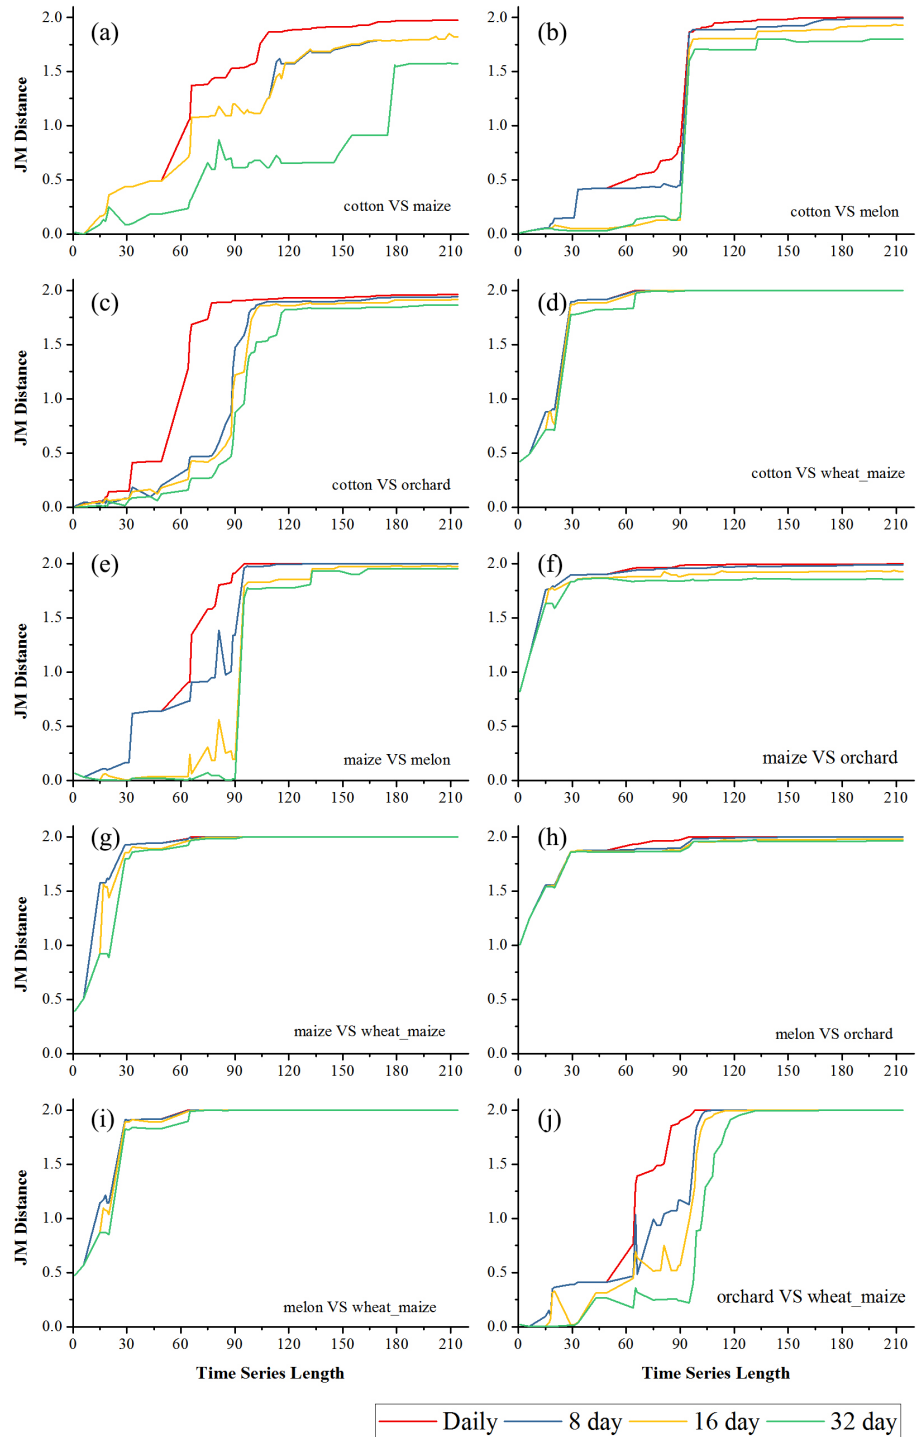 (a)
JM Distance
2.0
1.5
1.0
0.5
0.0
cotton VS maize
0 30 60 90 120 150 180 210
(b)
JM Distance
2.0
1.5
1.0
0.5
0.0
cotton VS melon
0 30 60 90 120 150 180 210
(c)
JM Distance
2.0
1.5
1.0
0.5
0.0
cotton VS orchard
0 30 60 90 120 150 180 210
(d)
JM Distance
2.0
1.5
1.0
0.5
0.0
cotton VS wheat_maize
0 30 60 90 120 150 180 210
(e)
JM Distance
2.0
1.5
1.0
0.5
0.0
maize VS melon
0 30 60 90 120 150 180 210
(f)
JM Distance
2.0
1.5
1.0
0.5
0.0
maize VS orchard
0 30 60 90 120 150 180 210
(g)
JM Distance
2.0
1.5
1.0
0.5
0.0
maize VS wheat_maize
0 30 60 90 120 150 180 210
(h)
JM Distance
2.0
1.5
1.0
0.5
0.0
melon VS orchard
0 30 60 90 120 150 180 210
(i)
JM Distance
2.0
1.5
1.0
0.5
0.0
melon VS wheat_maize
0 30 60 90 120 150 180 210
Time Series Length
(j)
JM Distance
2.0
1.5
1.0
0.5
0.0
orchard VS wheat_maize
0 30 60 90 120 150 180 210
Time Series Length
Daily 8 day 16 day 32 day